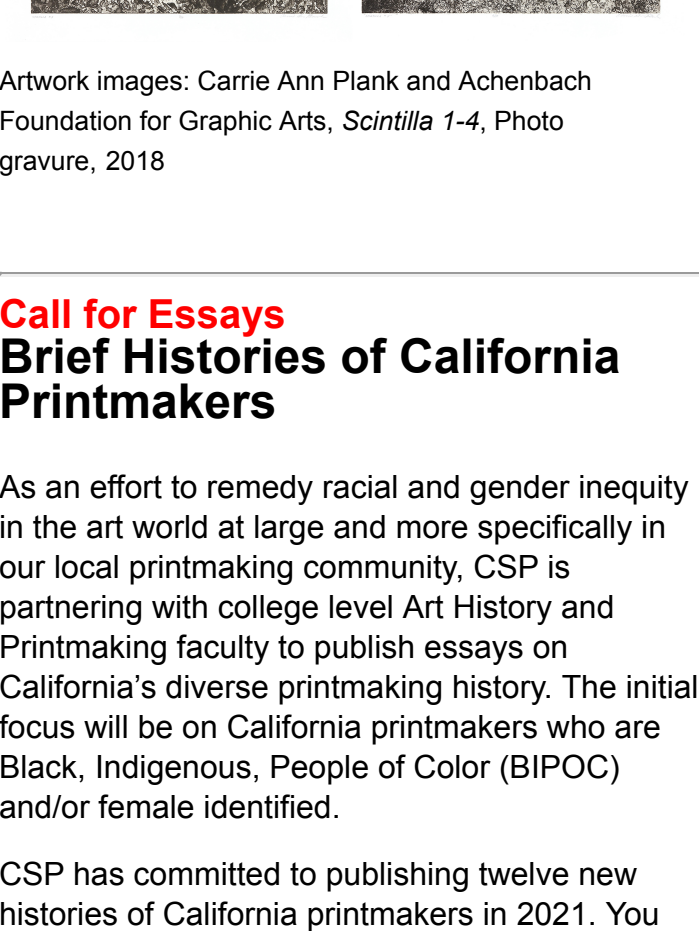 Artwork images: Carrie Ann Plank and Achenbach
Foundation for Graphic Arts, Scintilla 1-4, Photo
gravure, 2018
Call for Essays
Brief Histories of California
Printmakers
As an effort to remedy racial and gender inequity
in the art world at large and more specifically in
our local printmaking community, CSP is
partnering with college level Art History and
Printmaking faculty to publish essays on
California’s diverse printmaking history. The initial
focus will be on California printmakers who are
Black, Indigenous, People of Color (BIPOC)
and/or female identified.
CSP has committed to publishing twelve new
histories of California printmakers in 2021. You